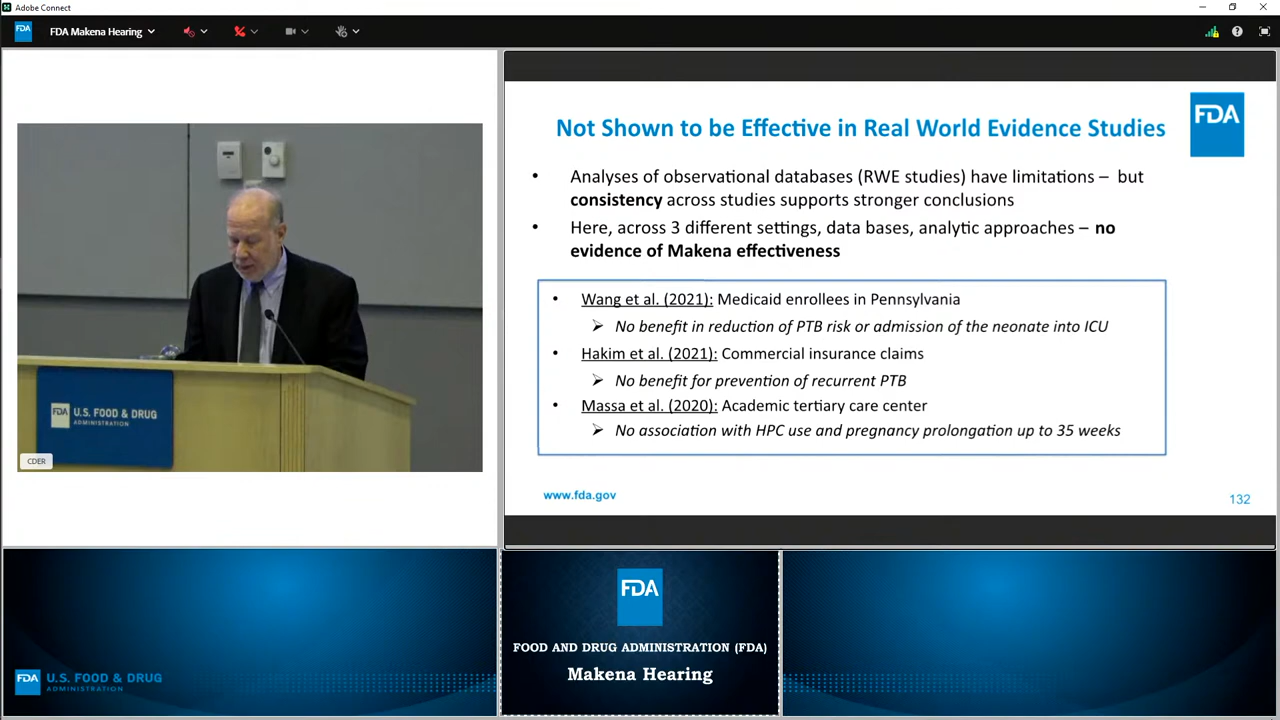 Adobe Connect
FDA
FDA Makena Hearing
FDA
Not Shown to be Effective in Real World Evidence Studies
• Analyses of observational databases (RWE studies) have limitations – but
consistency across studies supports stronger conclusions
• Here, across 3 different settings, data bases, analytic approaches – no
evidence of Makena effectiveness
• Wang et al. (2021): Medicaid enrollees in Pennsylvania
➢ No benefit in reduction of PTB risk or admission of the neonate into ICU
• Hakim et al. (2021): Commercial insurance claims
➢ No benefit for prevention of recurrent PTB
• Massa et al. (2020): Academic tertiary care center
➢ No association with HPC use and pregnancy prolongation up to 35 weeks
www.fda.gov
132
FDA U.S. FOOD & DRUG
ADMINISTRATION
CDER
FDA
FOOD AND DRUG ADMINISTRATION (FDA)
Makena Hearing
FDA U.S. FOOD & DRUG
ADMINISTRATION